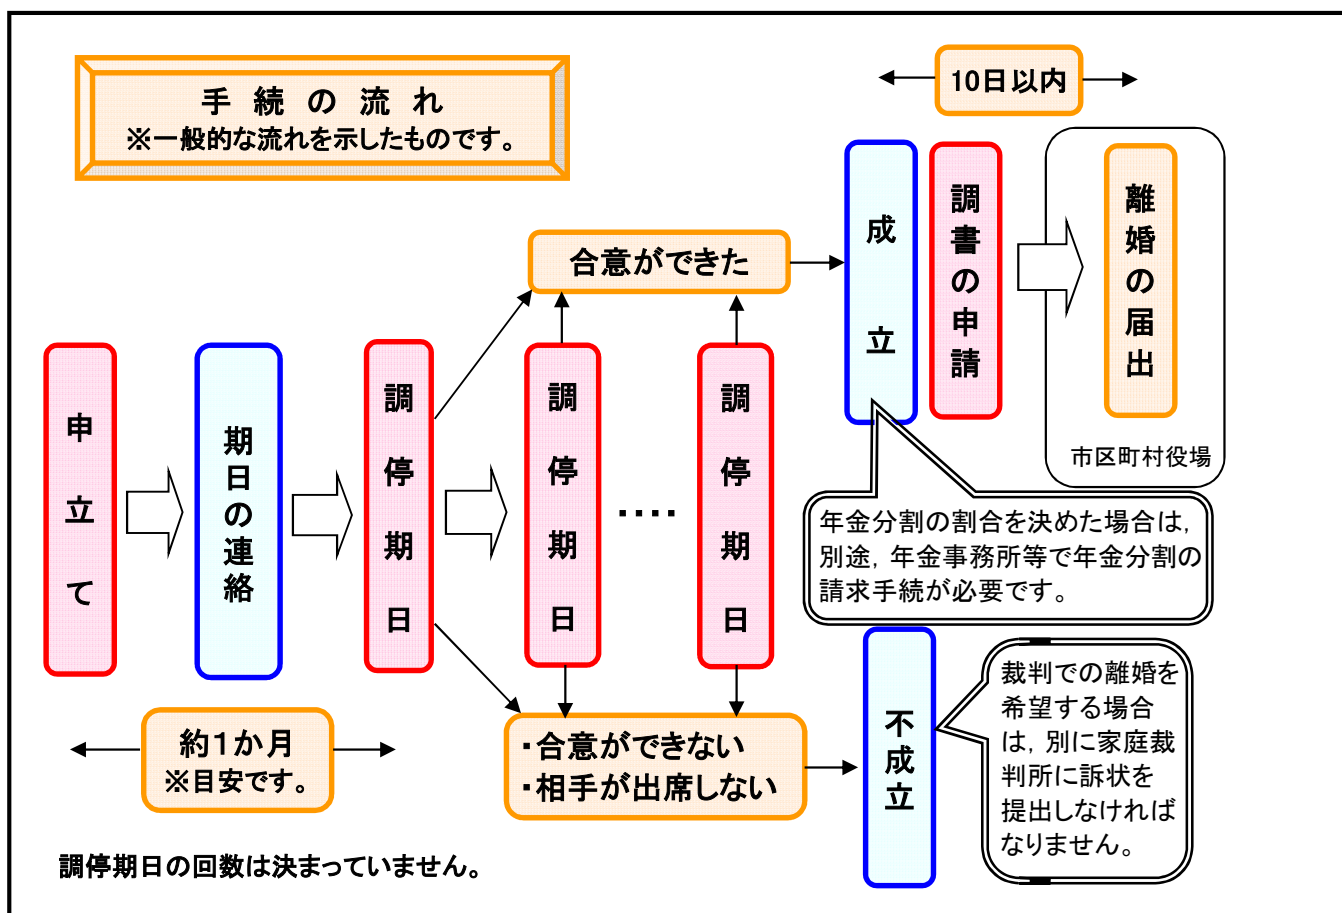 手続の流れ
※一般的な流れを示したものです。
10日以内
申立て
期日の連絡
調停期日
調停期日
････
調停期日
合意ができた
成立
調書の申請
離婚の届出
市区町村役場
年金分割の割合を決めた場合は,
別途, 年金事務所等で年金分割の
請求手続が必要です。
・合意ができない
・相手が出席しない
不成立
裁判での離婚を
希望する場合
は, 別に家庭裁
判所に訴状を
提出しなければ
なりません。
約1か月
※目安です。
調停期日の回数は決まっていません。